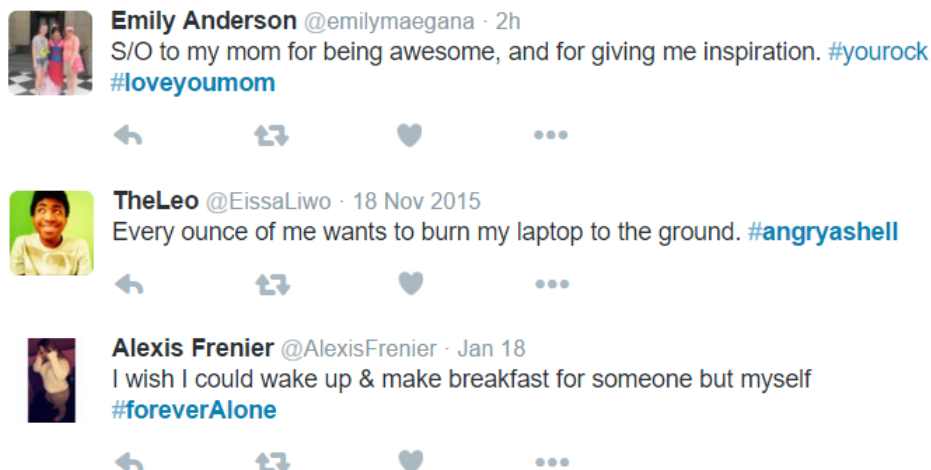 Emily Anderson @emilymaegana · 2h
S/O to my mom for being awesome, and for giving me inspiration. #yourock
#loveyoumom
TheLeo @EissaLiwo · 18 Nov 2015
Every ounce of me wants to burn my laptop to the ground. #angryashell
Alexis Frenier @AlexisFrenier · Jan 18
I wish I could wake up & make breakfast for someone but myself
#foreverAlone